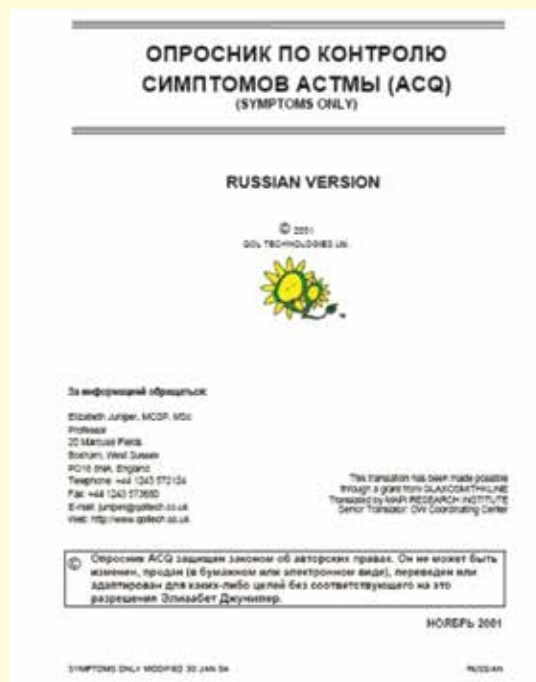 ОПРОСНИК ПО КОНТРОЛЮ
СИМПТОМОВ АСТМЫ (ACQ)
(SYMPTOMS ONLY)
RUSSIAN VERSION
© 2001
QOL TECHNOLOGIES Ltd.
За информацией обращаться:
Elizabeth Juniper, MCSP, MSc
Professor
20 Marcuse Fields
Bosham, West Sussex
PO18 8NA, England
Telephone: +44 1243 572124
Fax: +44 1243 573680
E-mail: juniper@qoltech.co.uk
Web: http://www.qoltech.co.uk
This translation has been made possible
through a grant from GLAXOSMITHKLINE
Translated by MAPI RESEARCH INSTITUTE
Senior Translator: CW Coordinating Center
© Опросник ACQ защищен законом об авторских правах. Он не может быть
изменен, продан (в бумажном или электронном виде), переведен или
адаптирован для каких-либо целей без соответствующего на это
разрешения Элизабет Джунипер.
НОЯБРЬ 2001
SYMPTOMS ONLY MODIFIED 30 JAN 04
RUSSIAN